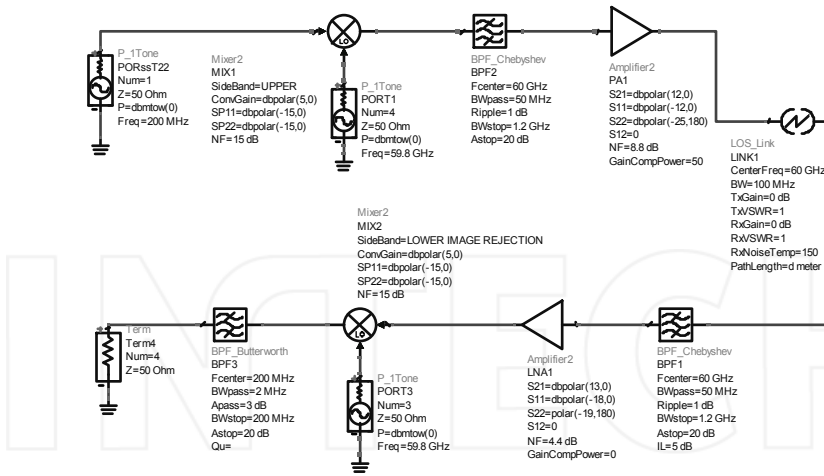 P_1Tone
PORssT22
Num=1
Z=50 Ohm
P=dbmtow(0)
Freq=200 MHz
Mixer2
MIX1
SideBand=UPPER
ConvGain=dbpolar(5,0)
SP11=dbpolar(-15,0)
SP22=dbpolar(-15,0)
NF=15 dB
LO
P_1Tone
PORT1
Num=4
Z=50 Ohm
P=dbmtow(0)
Freq=59.8 GHz
BPF_Chebyshev
BPF2
Fcenter=60 GHz
BWpass=50 MHz
Ripple=1 dB
BWstop=1.2 GHz
Astop=20 dB
Amplifier2
PA1
S21=dbpolar(12,0)
S11=dbpolar(-12,0)
S22=dbpolar(-25,180)
S12=0
NF=8.8 dB
GainCompPower=50
LOS_Link
LINK1
CenterFreq=60 GHz
BW=100 MHz
TxGain=0 dB
TxVSWR=1
RxGain=0 dB
RxVSWR=1
RxNoiseTemp=150
PathLength=d meter
Mixer2
MIX2
SideBand=LOWER IMAGE REJECTION
ConvGain=dbpolar(5,0)
SP11=dbpolar(-15,0)
SP22=dbpolar(-15,0)
NF=15 dB
Term
Term4
Num=4
Z=50 Ohm
BPF_Butterworth
BPF3
Fcenter=200 MHz
BWpass=2 MHz
Apass=3 dB
BWstop=200 MHz
Astop=20 dB
Qu=
LO
P_1Tone
PORT3
Num=3
Z=50 Ohm
P=dbmtow(0)
Freq=59.8 GHz
Amplifier2
LNA1
S21=dbpolar(13,0)
S11=dbpolar(-18,0)
S22=polar(-19,180)
S12=0
NF=4.4 dB
GainCompPower=0
BPF_Chebyshev
BPF1
Fcenter=60 GHz
BWpass=50 MHz
Ripple=1 dB
BWstop=1.2 GHz
Astop=20 dB
IL=5 dB
INTECH